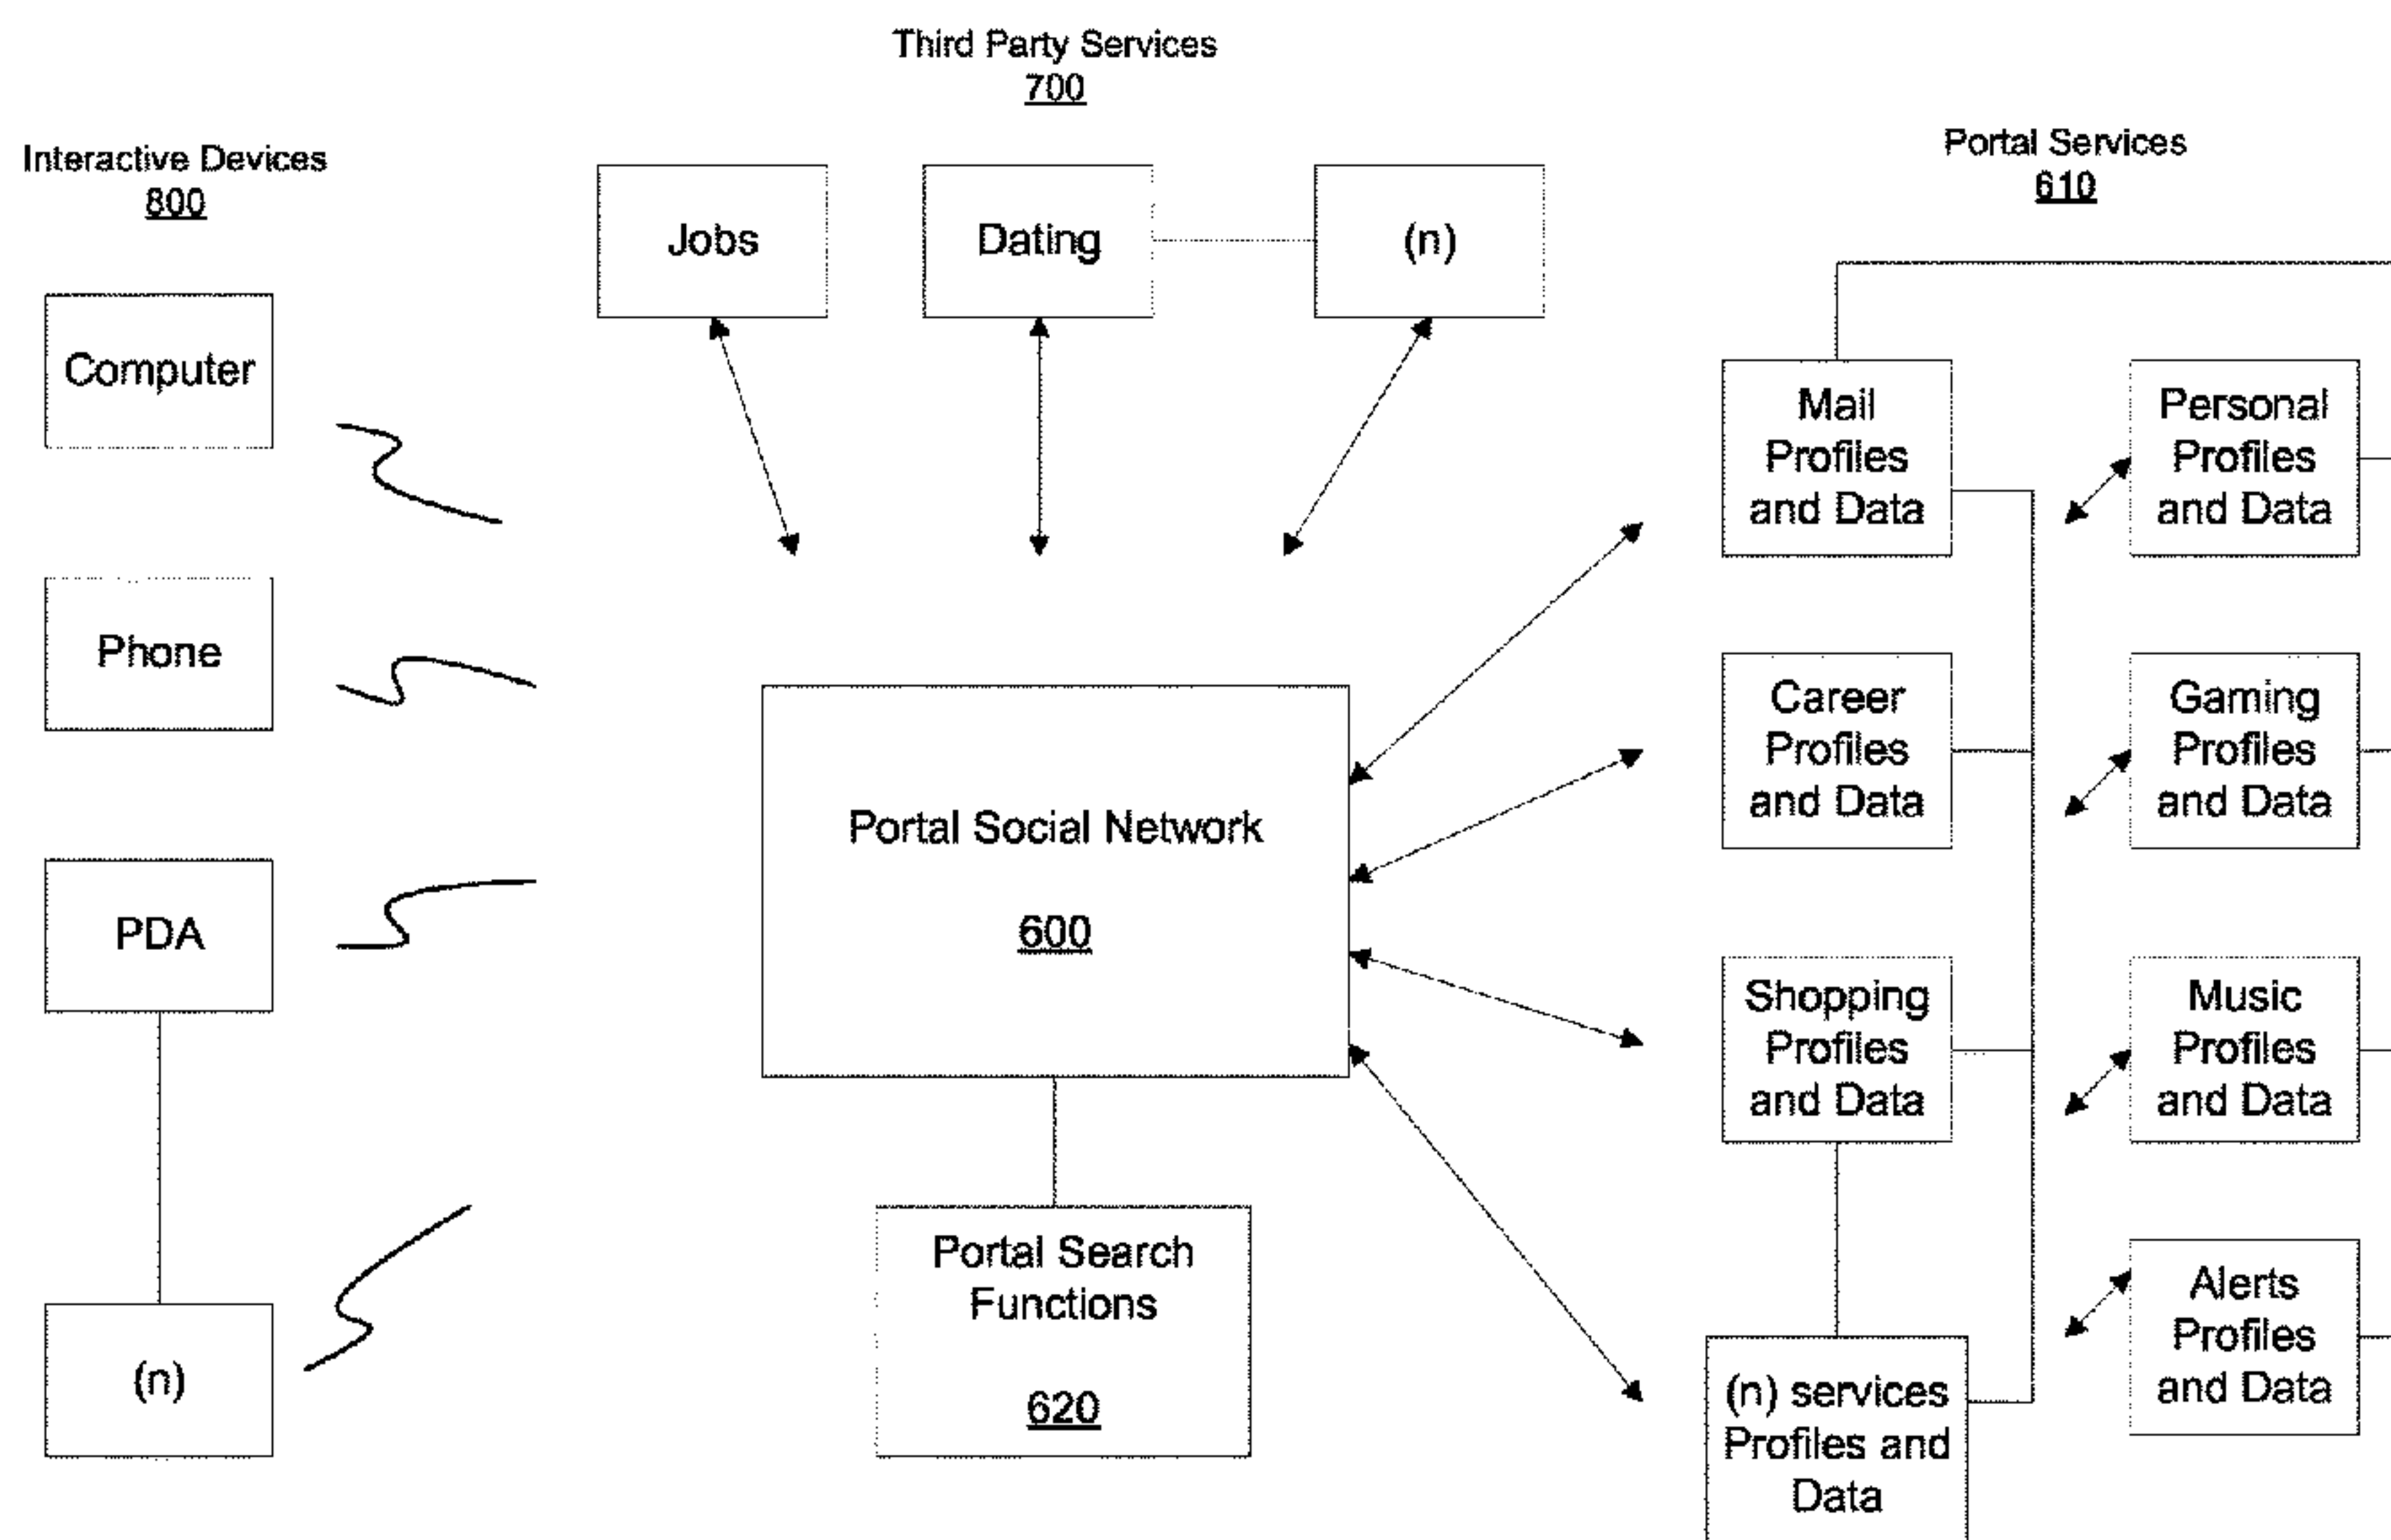 Third Party Services
700
Interactive Devices
800
Portal Services
610
Jobs
Dating
(n)
Computer
Phone
PDA
(n)
Portal Social Network
600
Portal Search
Functions
620
Mail
Profiles
and Data
Personal
Profiles
and Data
Career
Profiles
and Data
Gaming
Profiles
and Data
Shopping
Profiles
and Data
Music
Profiles
and Data
(n) services
Profiles and
Data
Alerts
Profiles
and Data